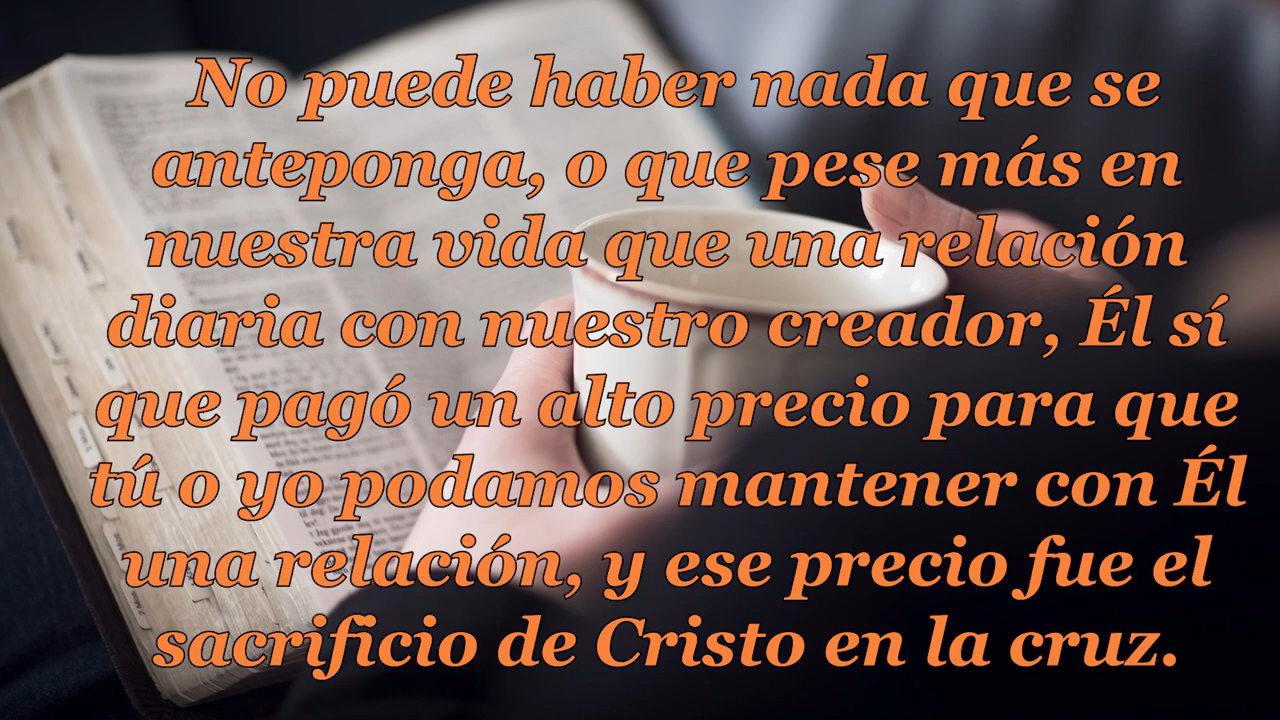 No puede haber nada que se
anteponga, o que pese más en
nuestra vida que una relación
diaria con nuestro creador, Él sí
que pagó un alto precio para que
tú o yo podamos mantener con Él
una relación, y ese precio fue el
sacrificio de Cristo en la cruz.